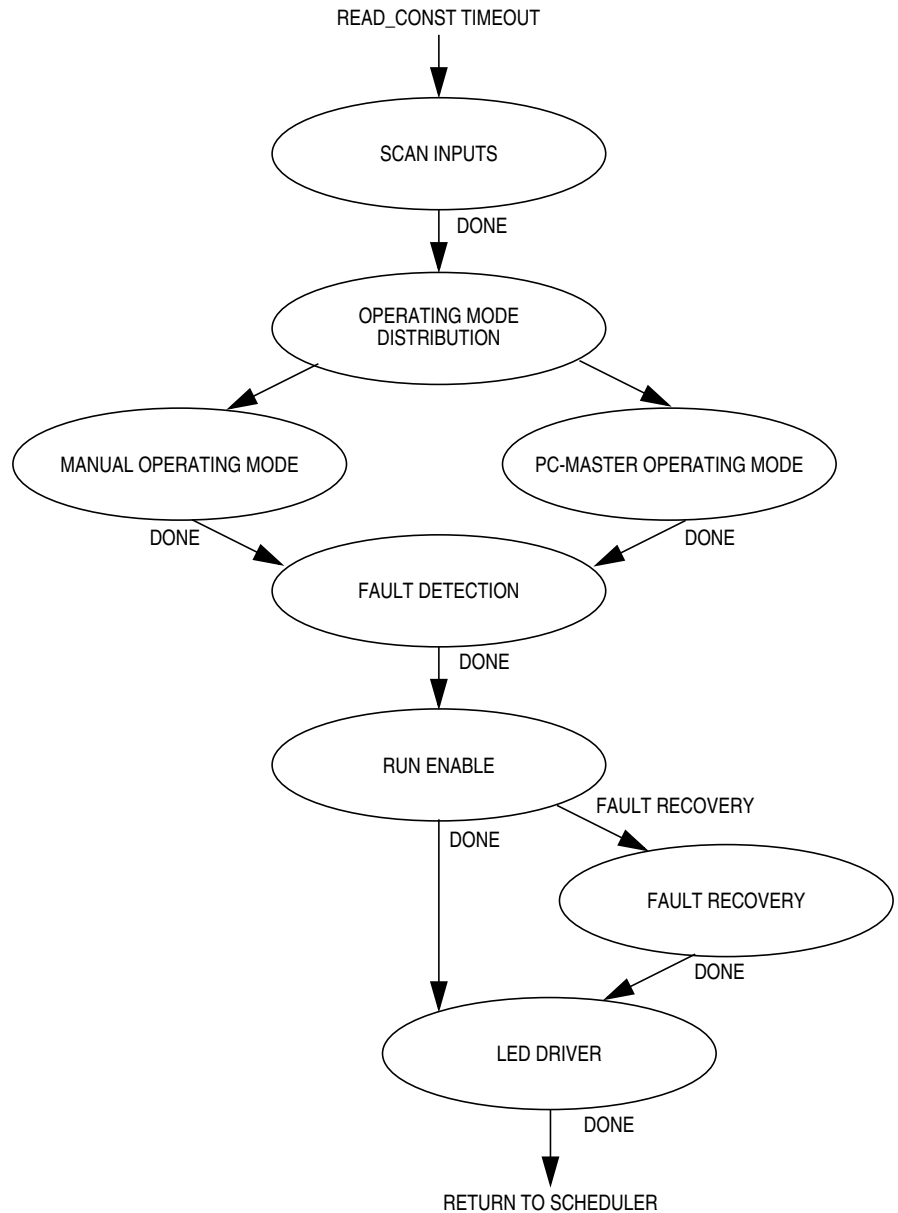 READ_CONST TIMEOUT
SCAN INPUTS
DONE
OPERATING MODE
DISTRIBUTION
MANUAL OPERATING MODE
PC-MASTER OPERATING MODE
DONE
DONE
FAULT DETECTION
DONE
RUN ENABLE
FAULT RECOVERY
DONE
FAULT RECOVERY
DONE
LED DRIVER
DONE
RETURN TO SCHEDULER